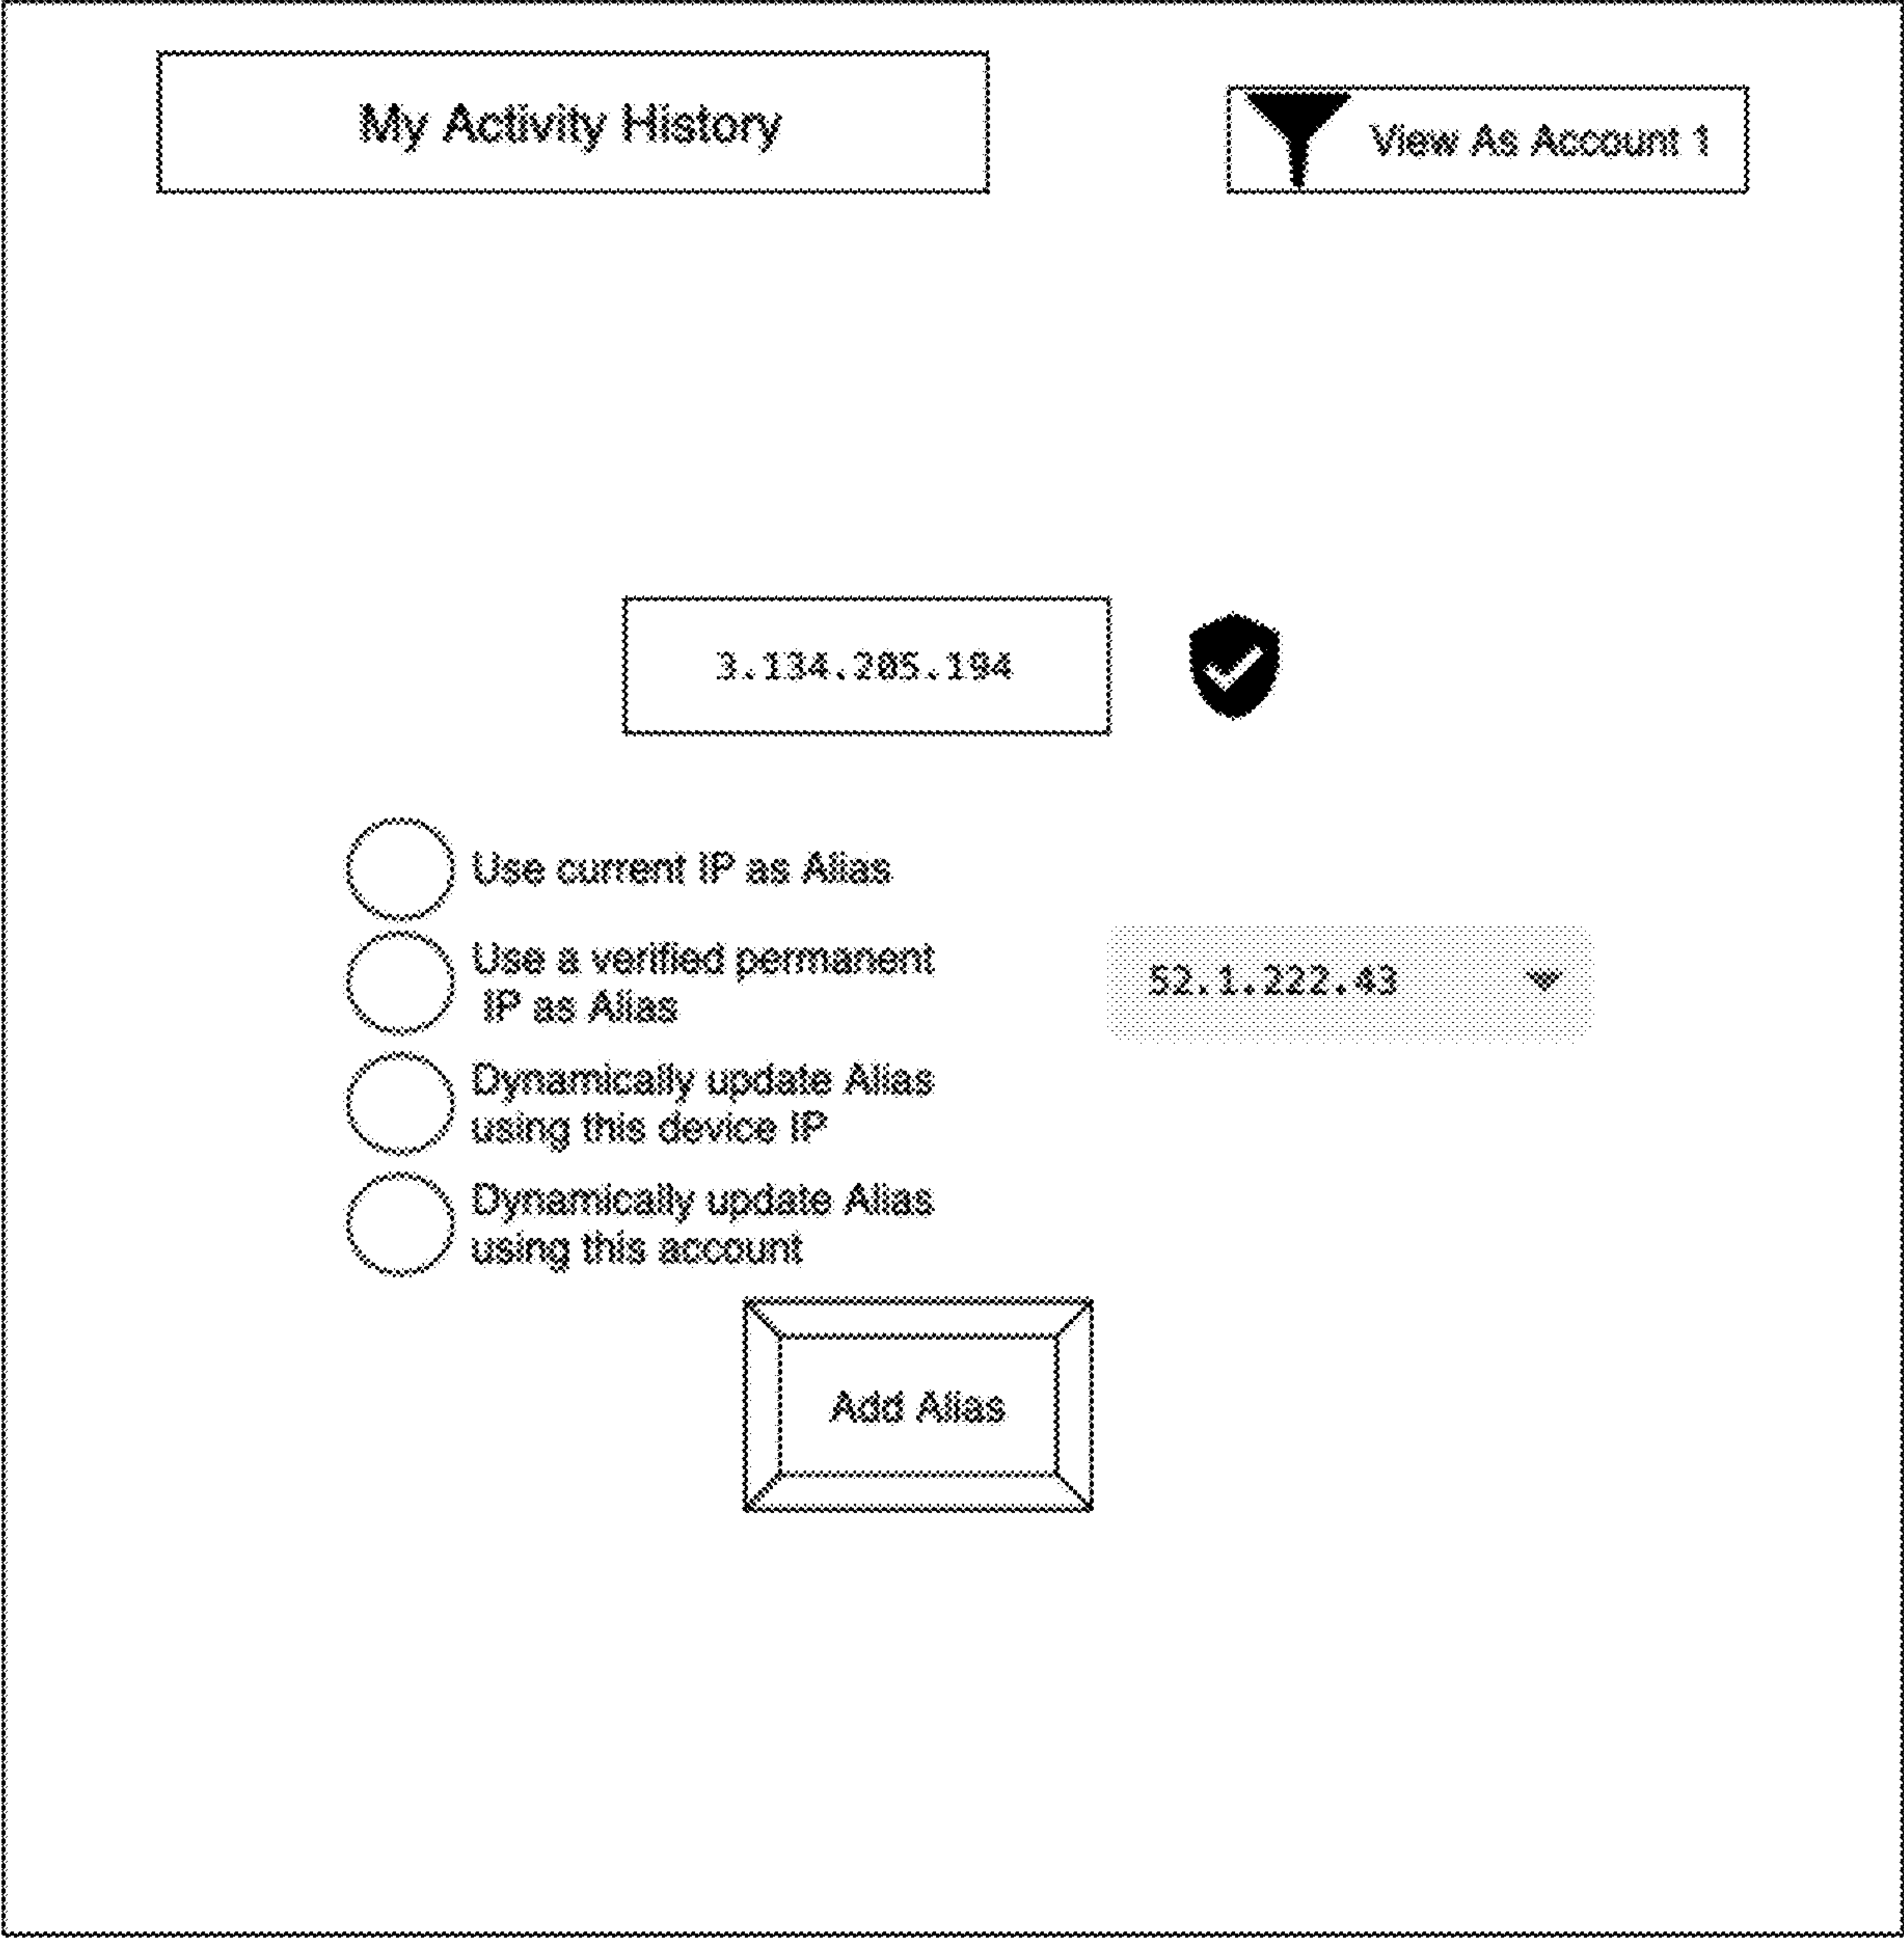 My Activity History
View As Account 1
3.134.205.194
Use current IP as Alias
Use a verified permanent
IP as Alias
52.1.222.43
Dynamically update Alias
using this device IP
Dynamically update Alias
using this account
Add Alias